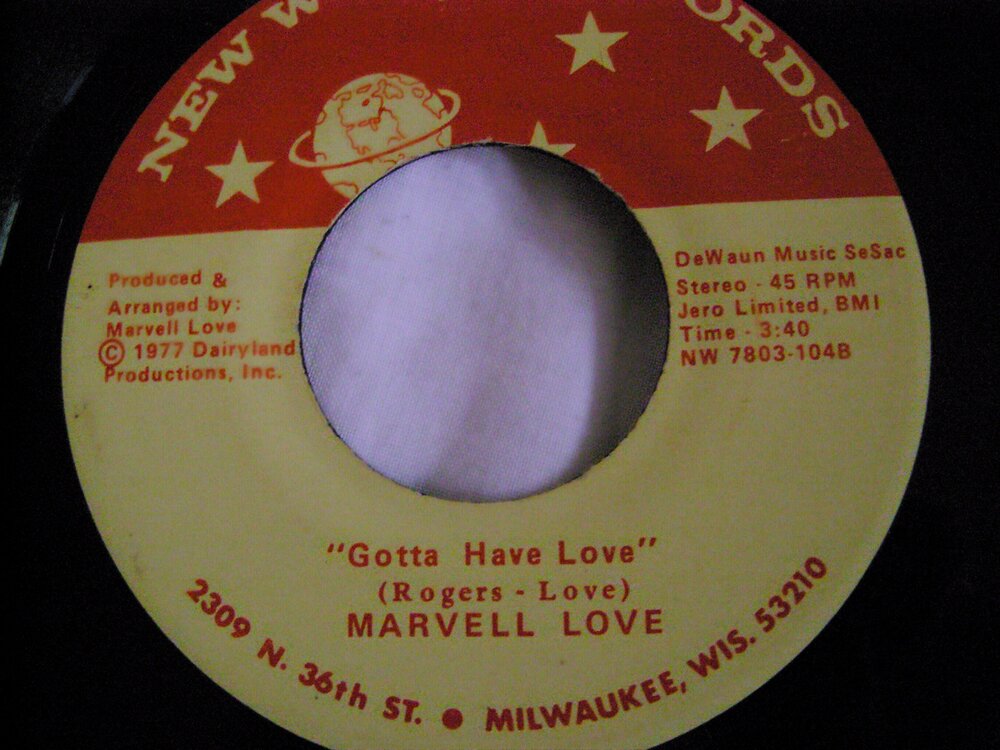 NEW W ORDS
Produced &
Arranged by:
Marvell Love
© 1977 Dairyland
Productions, Inc.
DeWaun Music SeSac
Stereo - 45 RPM
Jero Limited, BMI
Time - 3:40
NW 7803-104B
"Gotta Have Love"
(Rogers - Love)
MARVELL LOVE
2309 N. 36th ST. ● MILWAUKEE, WIS. 53210